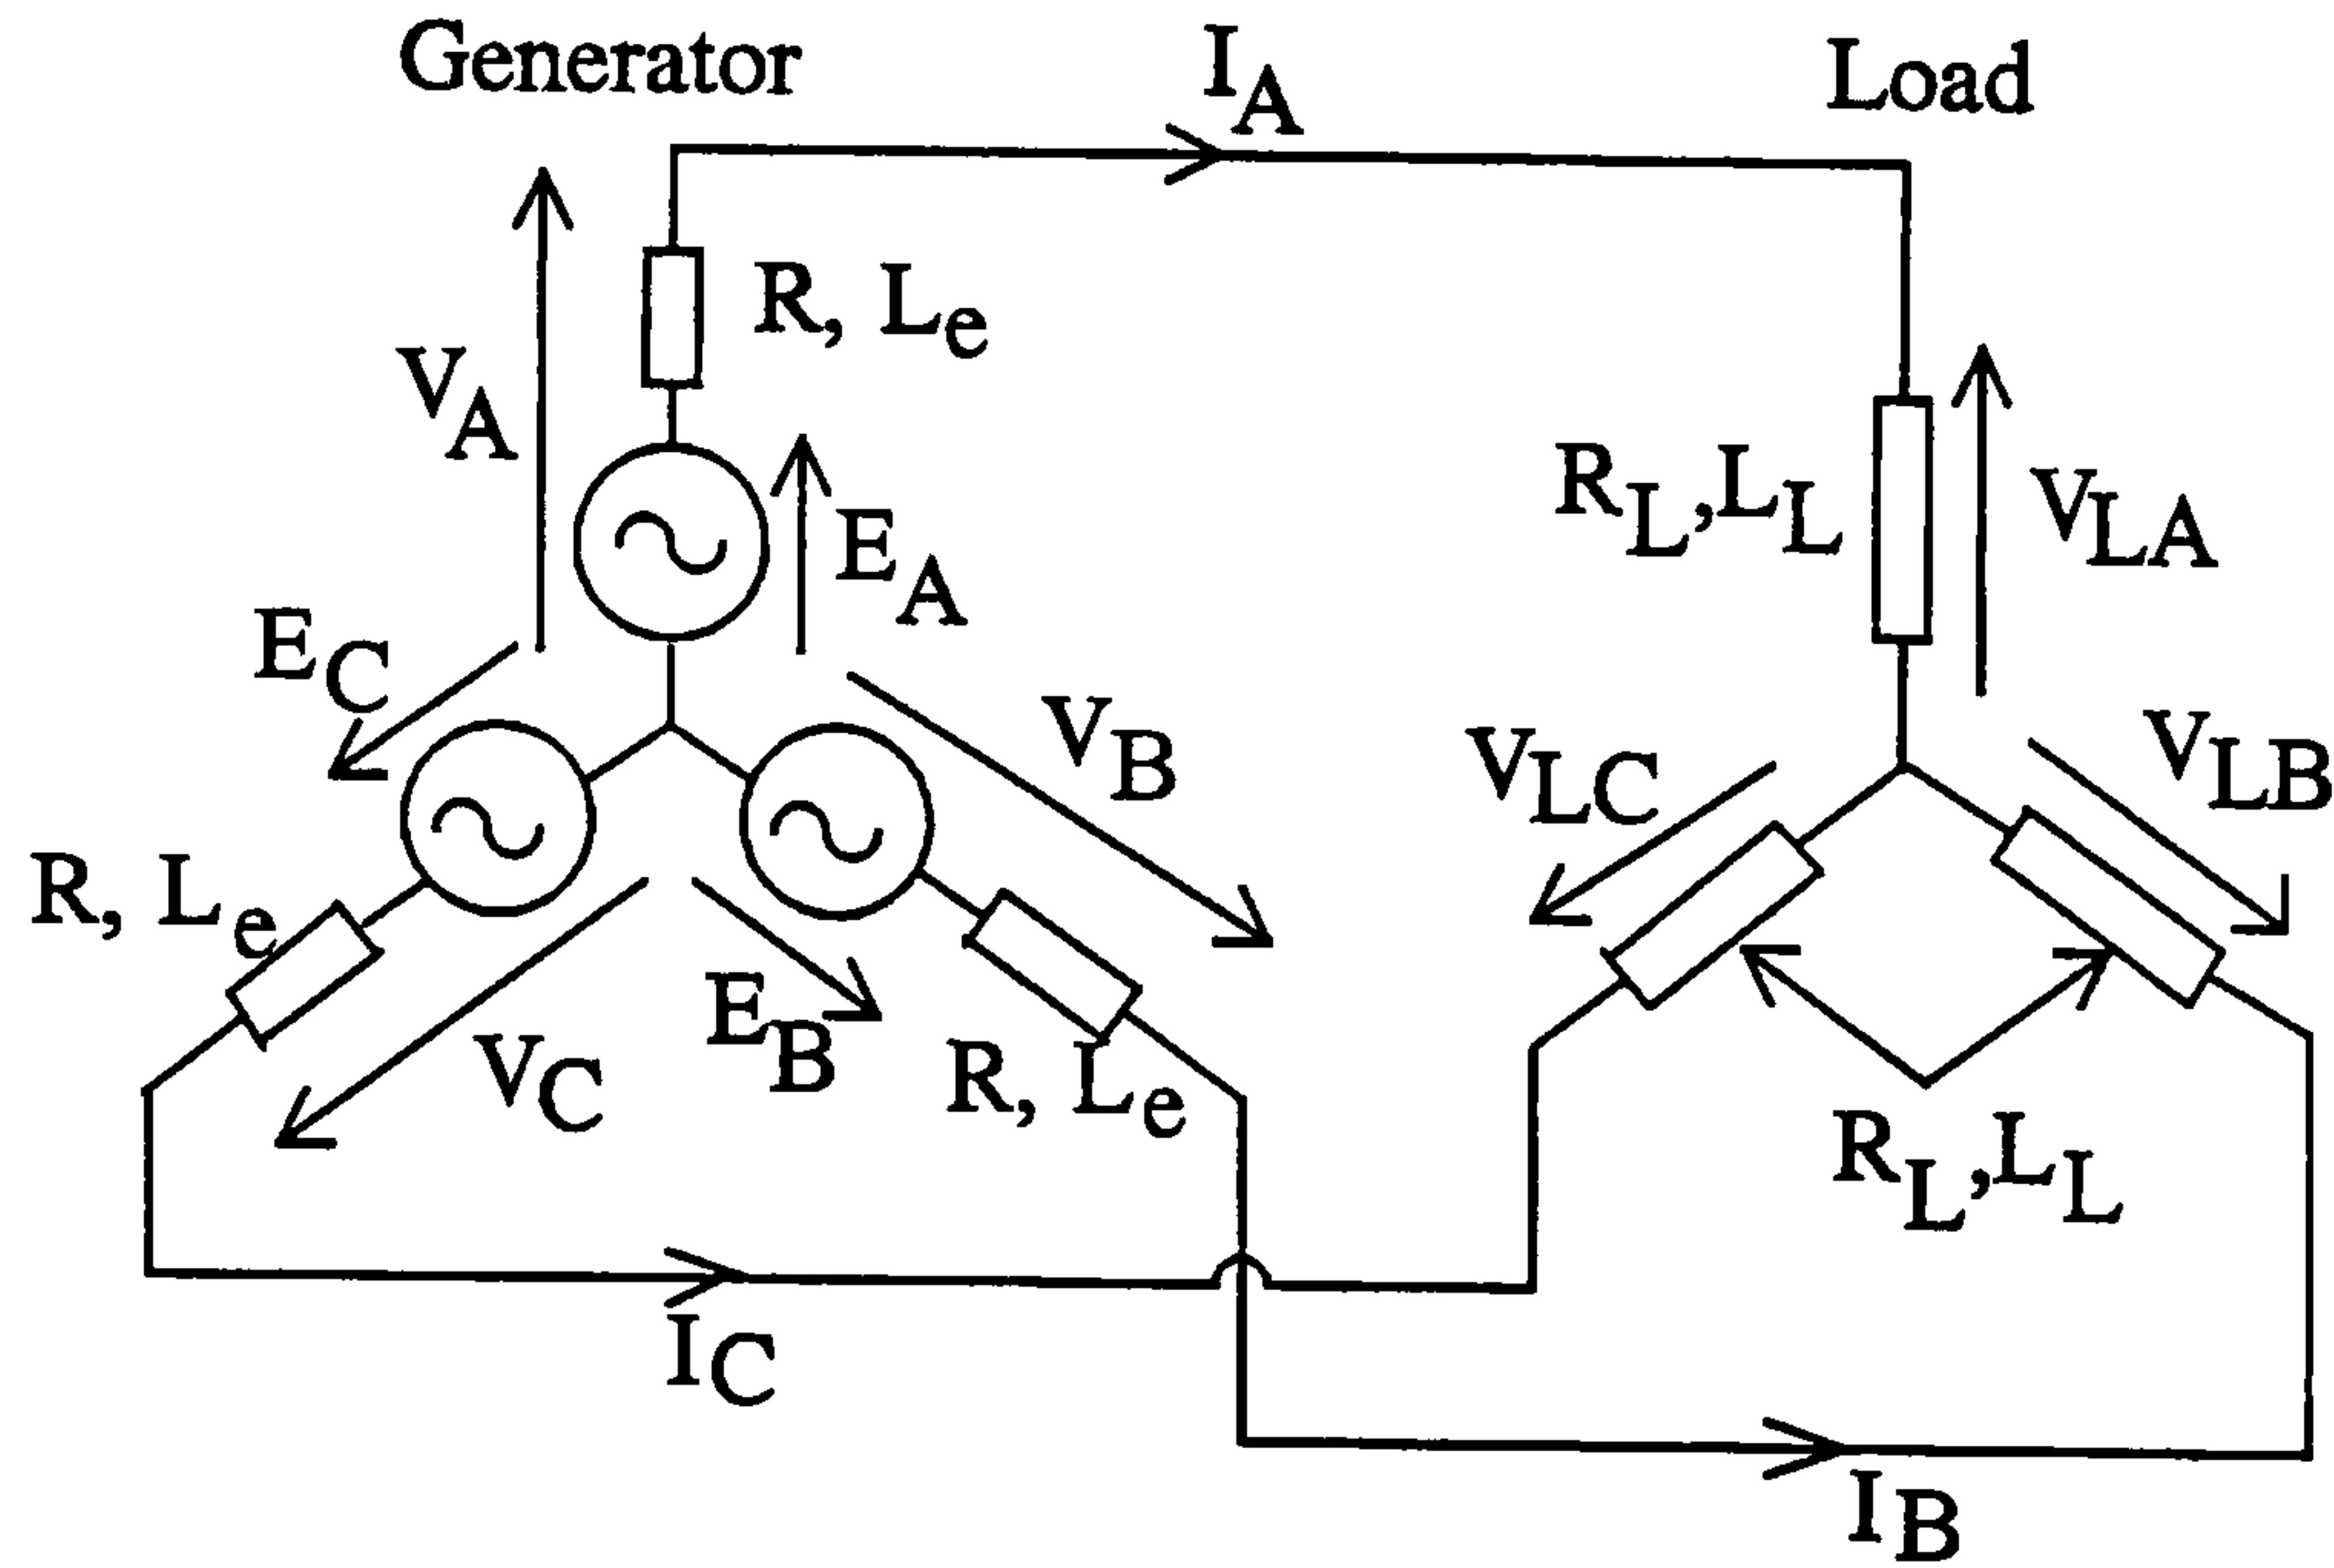 Generator
I_A
Load
R, L_e
V_A
E_A
R_L,L_L
V_LA
E_C
V_B
V_LC
V_LB
R, L_e
V_C
E_B
R, L_e
R_L,L_L
I_C
I_B